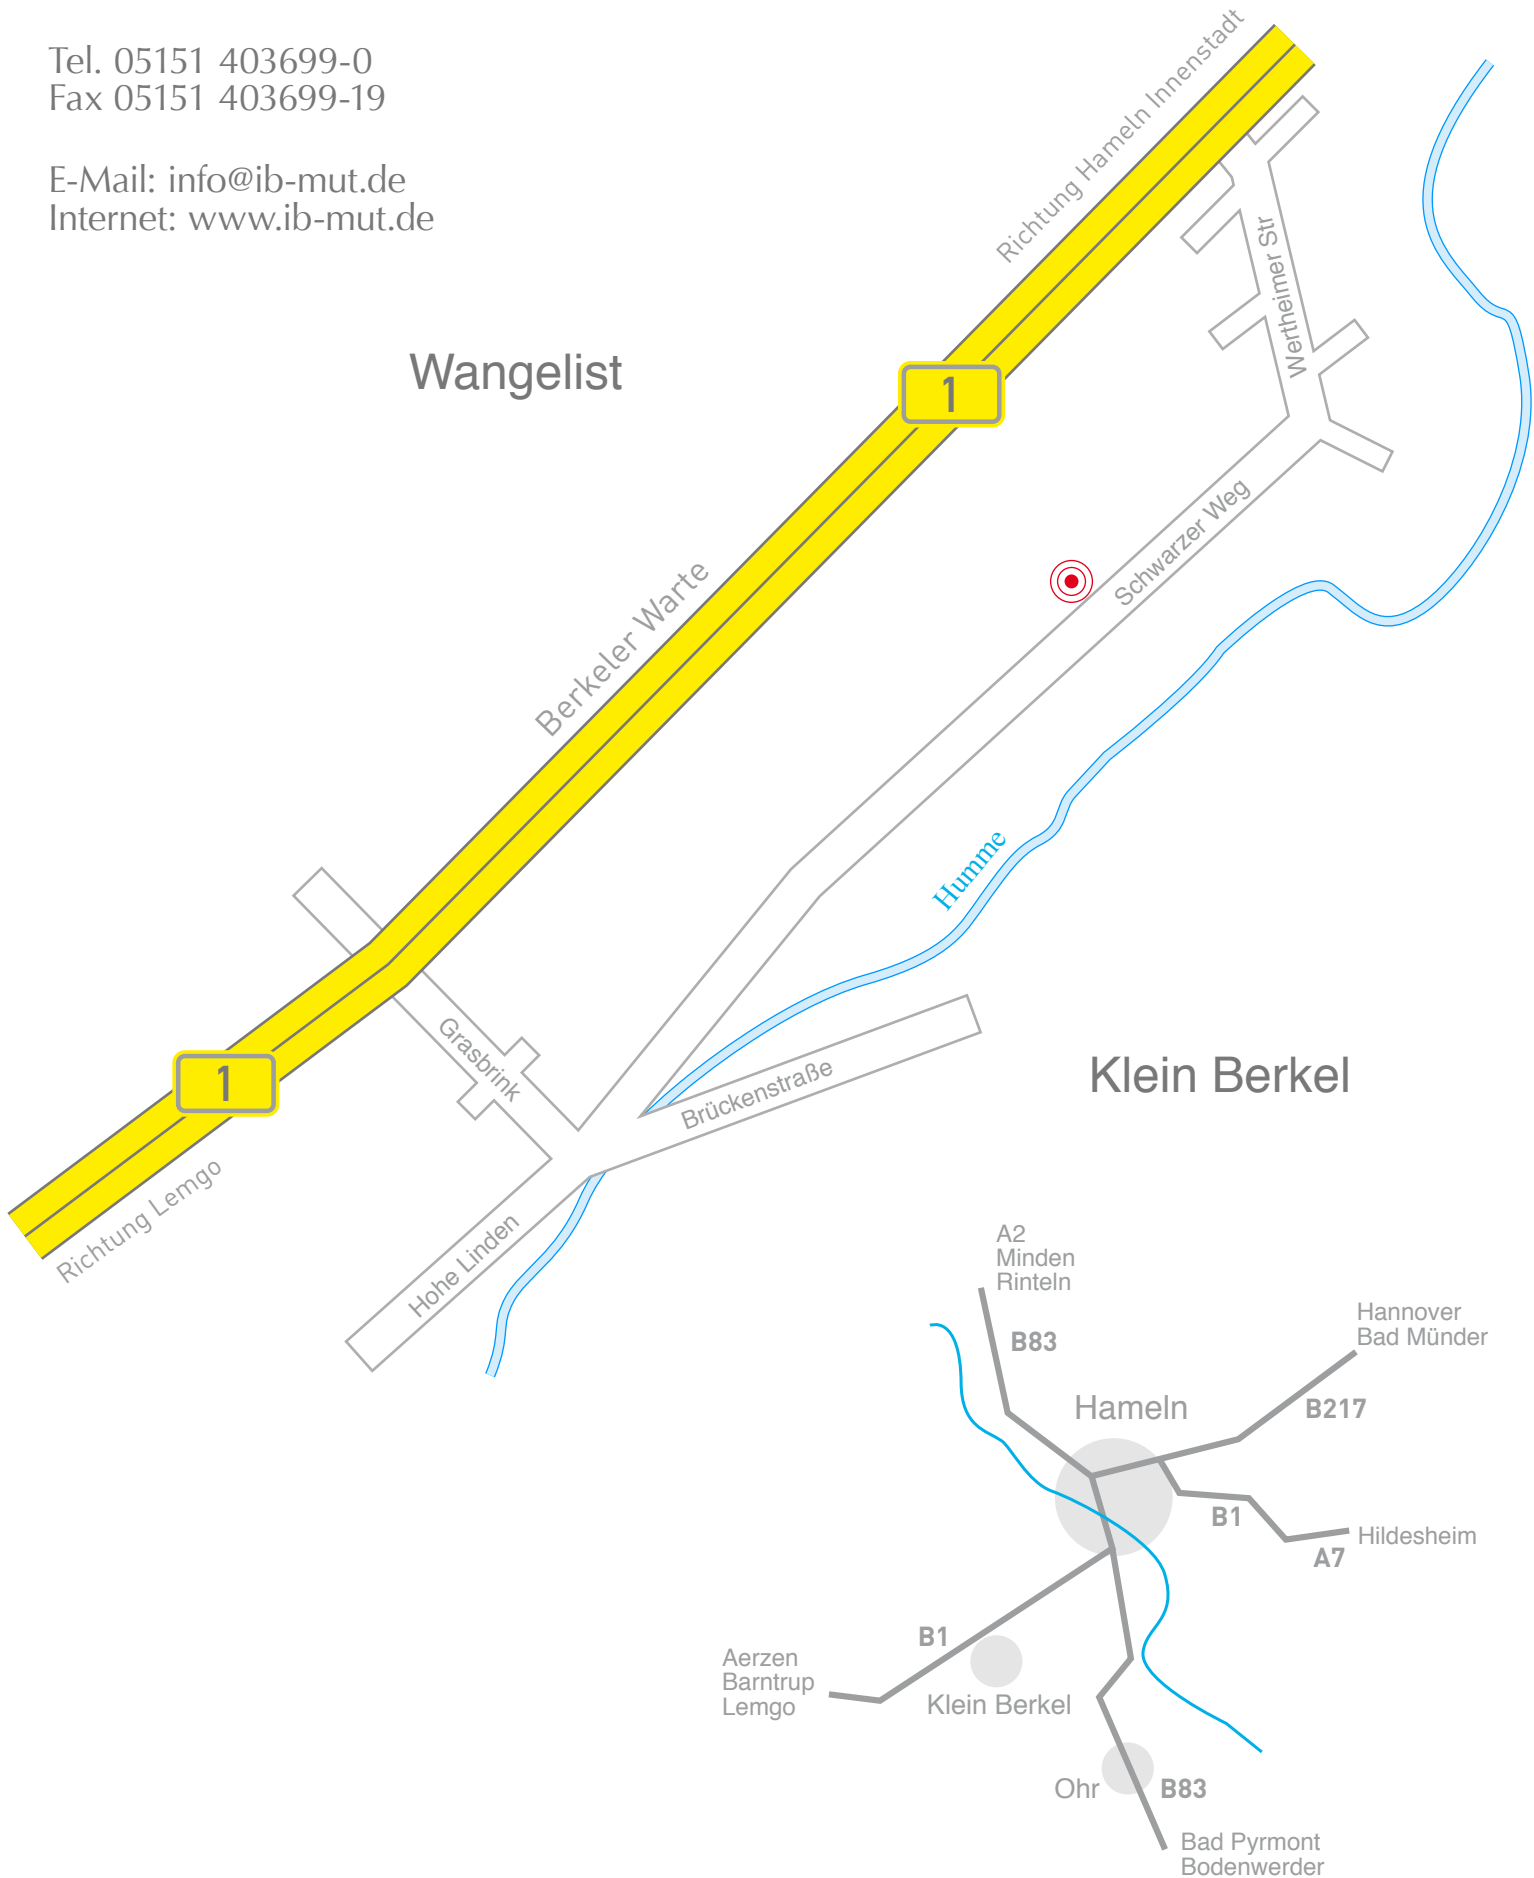 Tel. 05151 403699-0
Fax 05151 403699-19
E-Mail: info@ib-mut.de
Internet: www.ib-mut.de
Richtung Hameln Innenstadt
Wertheimer Str
Wangelist
1
Schwarzer Weg
Berkeler Warte
Humme
Grasbrink
Brückenstraße
Klein Berkel
1
Richtung Lemgo
Hohe Linden
A2
Minden
Rinteln
B83
Hannover
Bad Münder
B217
Hameln
B1
Hildesheim
A7
B1
Aerzen
Barntrup
Lemgo
Klein Berkel
Ohr
B83
Bad Pyrmont
Bodenwerder